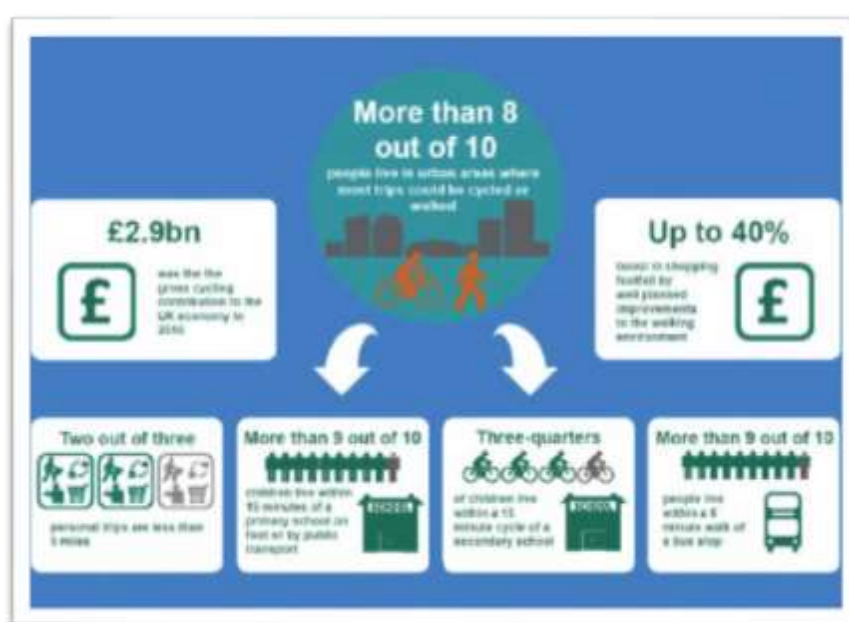 More than 8
out of 10
people live in urban areas where
most trips could be cycled or
walked
£2.9bn
£
was the the
gross cycling
contribution to the
UK economy in
Up to 40%
boost in shopping
footfall by
well planned
improvements
to the walking
environment
£
Two out of three
personal trips are less than
5 miles
More than 9 out of 10
children live within
15 minutes of a
primary school on
foot or by public
transport
SCHOOL
Three-quarters
of children live
within a 15
minute cycle of a
secondary school
SCHOOL
More than 9 out of 10
people live
within a 6
minute walk of
a bus stop